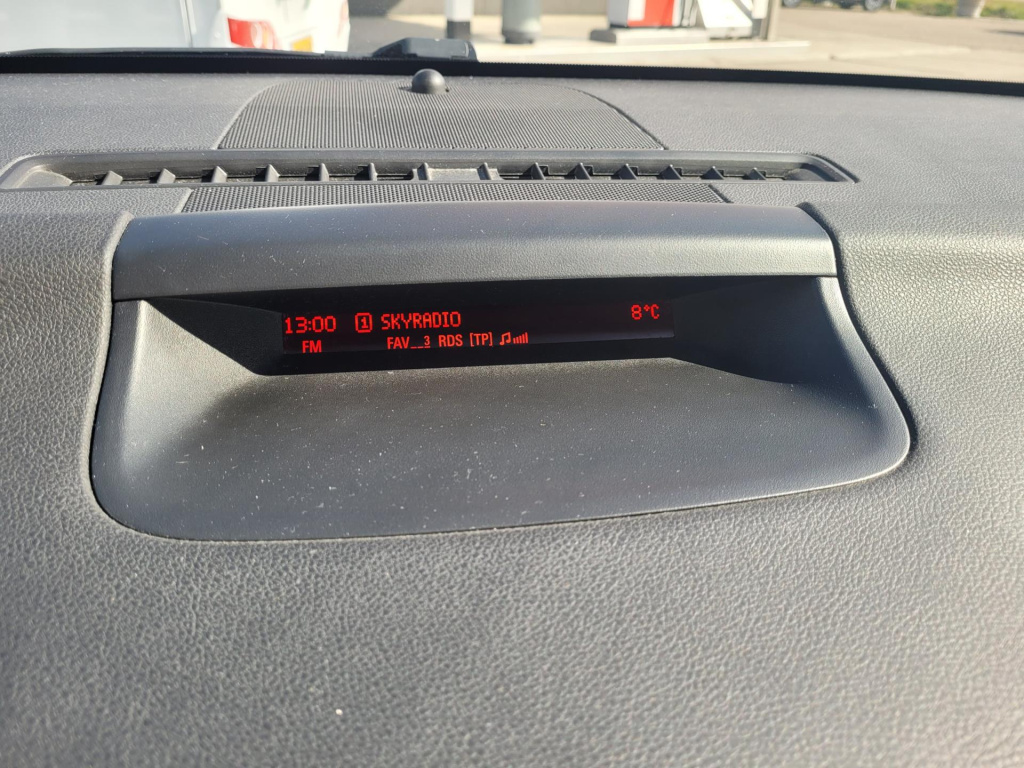 13:00 1 SKYRADIO 8°C
FM FAV__3 RDS [TP]